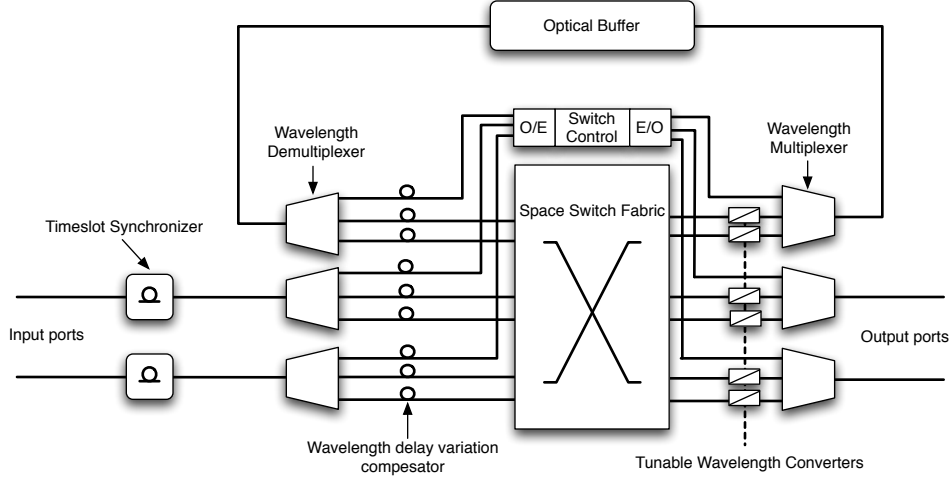 Optical Buffer
O/E
Switch
Control
E/O
Wavelength
Demultiplexer
Wavelength
Multiplexer
Timeslot Synchronizer
Space Switch Fabric
Input ports
Output ports
Wavelength delay variation
compesator
Tunable Wavelength Converters